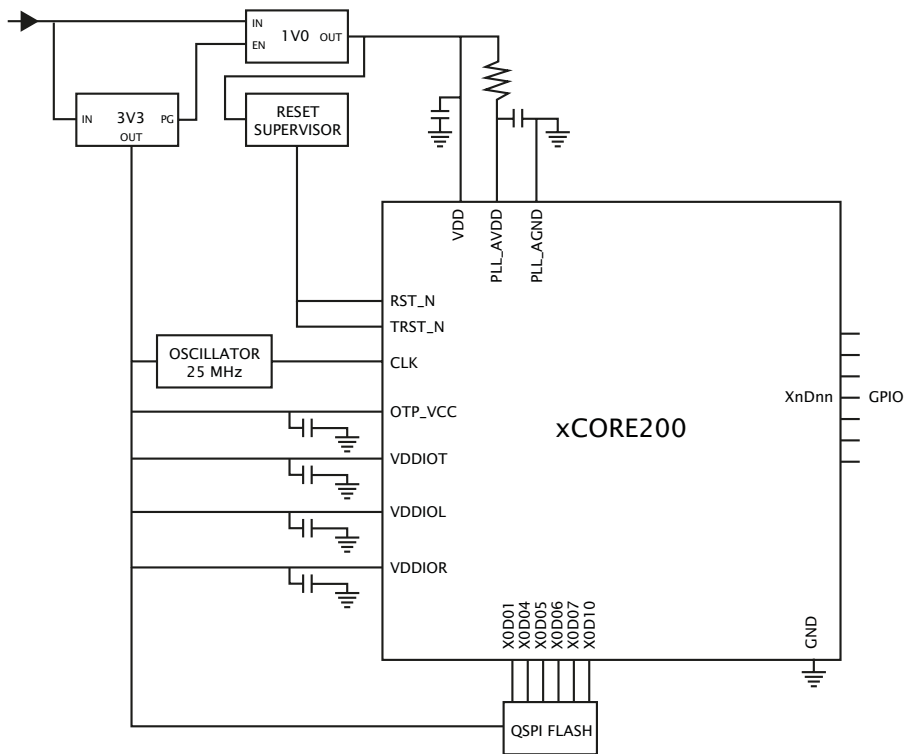 IN
1V0
OUT
EN
IN
3V3
PG
OUT
RESET
SUPERVISOR
VDD
PLL_AVDD
PLL_AGND
RST_N
TRST_N
OSCILLATOR
25 MHz
CLK
XnDnn
GPIO
OTP_VCC
xCORE200
VDDIOT
VDDIOL
VDDIOR
X0D01
X0D04
X0D05
X0D06
X0D07
X0D10
GND
QSPI FLASH